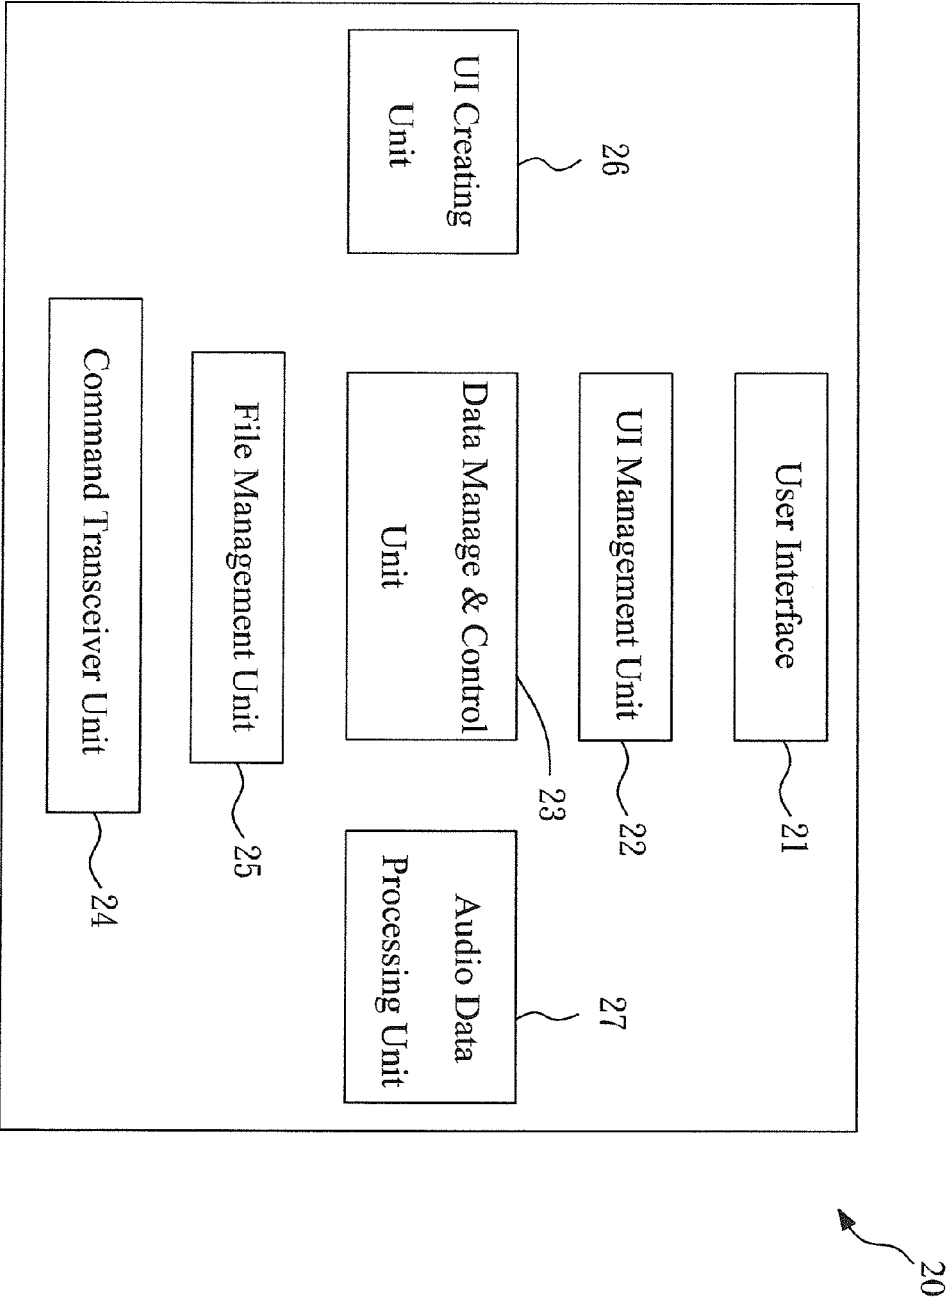 20
User Interface
21
UI Management Unit
22
UI Creating
Unit
26
Data Manage & Control
Unit
23
Audio Data
Processing Unit
27
File Management Unit
25
Command Transceiver Unit
24